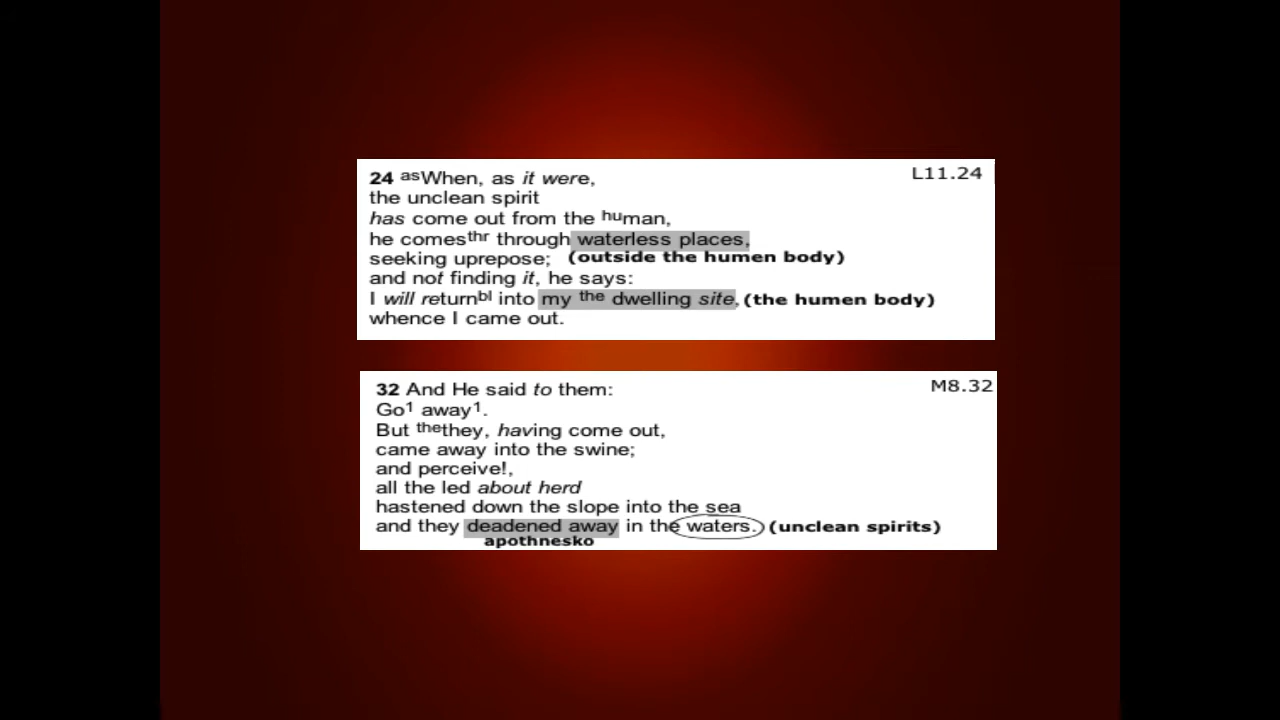 24 asWhen, as it were, L11.24
the unclean spirit
has come out from the human,
he comesthr through waterless places,
seeking uprepose; (outside the human body)
and not finding it, he says:
I will returnbl into my the dwelling site, (the human body)
whence I came out.
32 And He said to them: M8.32
Go1 away1.
But thethey, having come out,
came away into the swine;
and perceive!,
all the led about herd
hastened down the slope into the sea
and they deadened away in the waters. (unclean spirits)
apothnesko